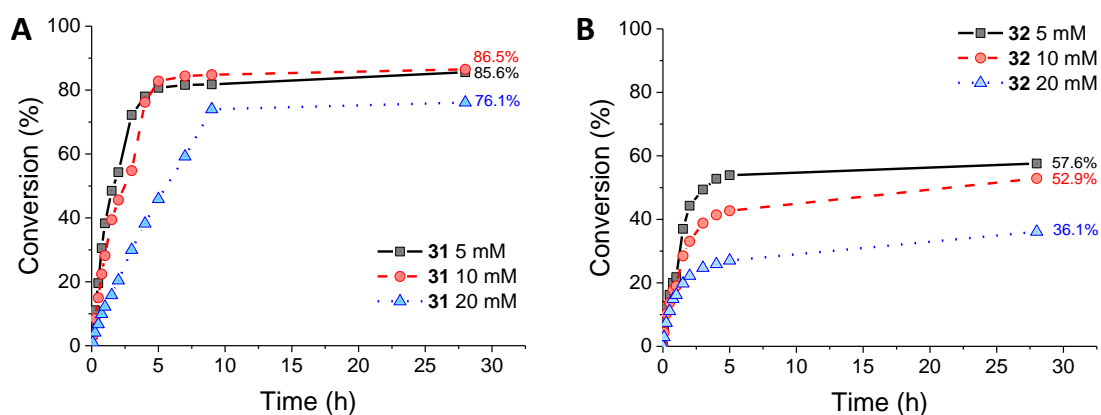 A
100
80
60
40
20
0
Conversion (%)
86.5%
85.6%
76.1%
31 5 mM
31 10 mM
31 20 mM
0 5 10 15 20 25 30
Time (h)
B
100
80
60
40
20
0
Conversion (%)
32 5 mM
32 10 mM
32 20 mM
57.6%
52.9%
36.1%
0 5 10 15 20 25 30
Time (h)